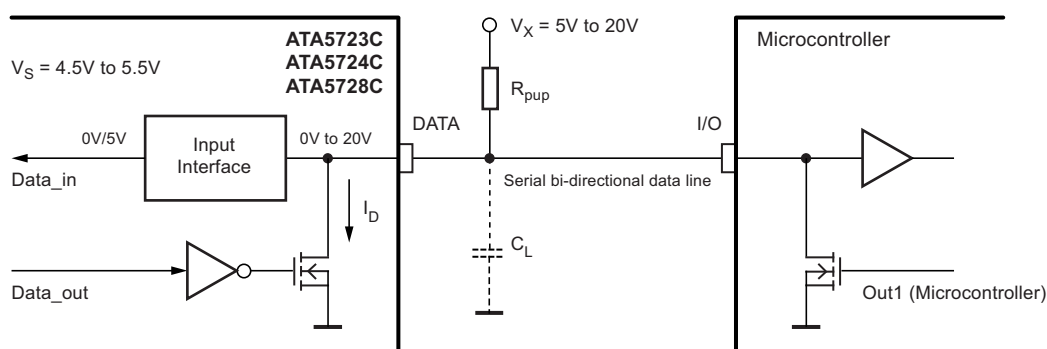 ATA5723C
ATA5724C
ATA5728C
V_S = 4.5V to 5.5V
V_X = 5V to 20V
Microcontroller
R_pup
0V/5V
Input
Interface
0V to 20V
DATA
I/O
Data_in
Serial bi-directional data line
I_D
C_L
Data_out
Out1 (Microcontroller)